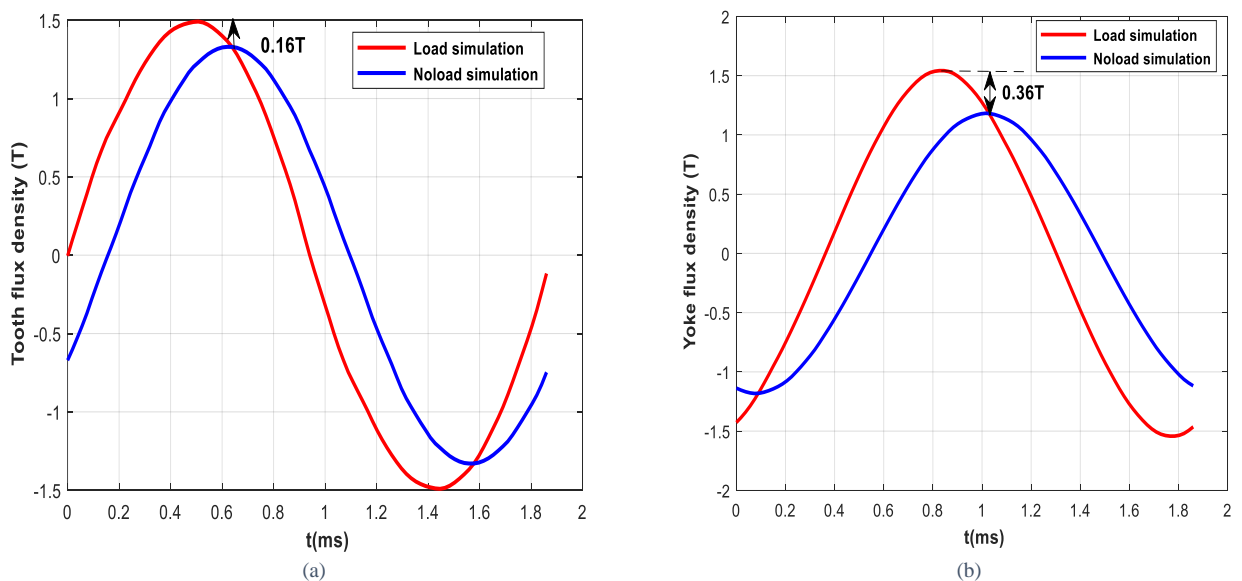 1.5
1
0.5
0
-0.5
-1
-1.5
Tooth flux density (T)
0.16T
Load simulation
Noload simulation
0 0.2 0.4 0.6 0.8 1 1.2 1.4 1.6 1.8 2
t(ms)
(a)
2
1.5
1
0.5
0
-0.5
-1
-1.5
-2
Yoke flux density (T)
Load simulation
Noload simulation
0.36T
0 0.2 0.4 0.6 0.8 1 1.2 1.4 1.6 1.8 2
t(ms)
(b)